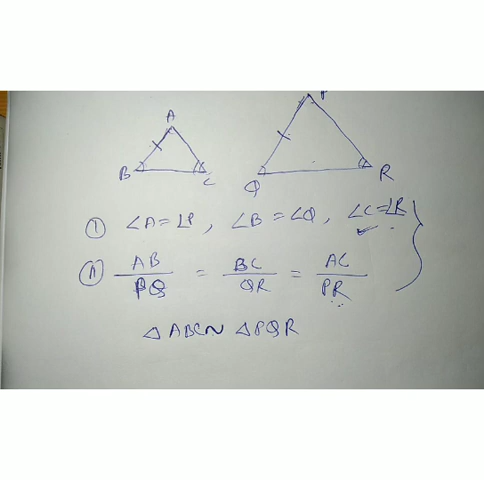 A
B C
Q R
① ∠A = ∠P , ∠B = ∠Q , ∠C = ∠R
② AB/PQ = BC/QR = AC/PR
△ABC ~ △PQR